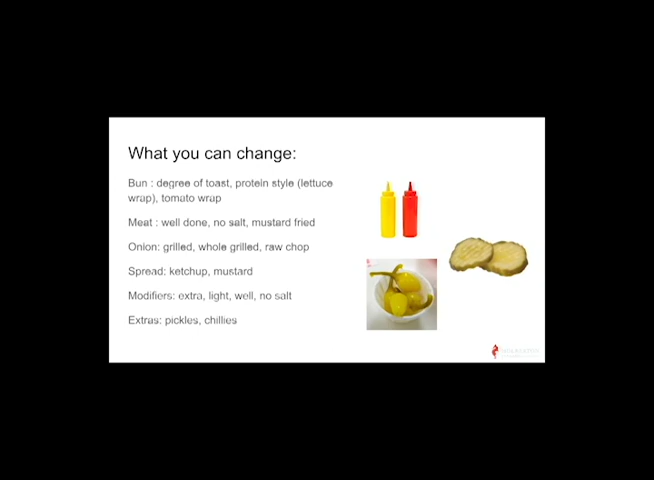 What you can change:
Bun : degree of toast, protein style (lettuce
wrap), tomato wrap
Meat : well done, no salt, mustard fried
Onion: grilled, whole grilled, raw chop
Spread: ketchup, mustard
Modifiers: extra, light, well, no salt
Extras: pickles, chillies